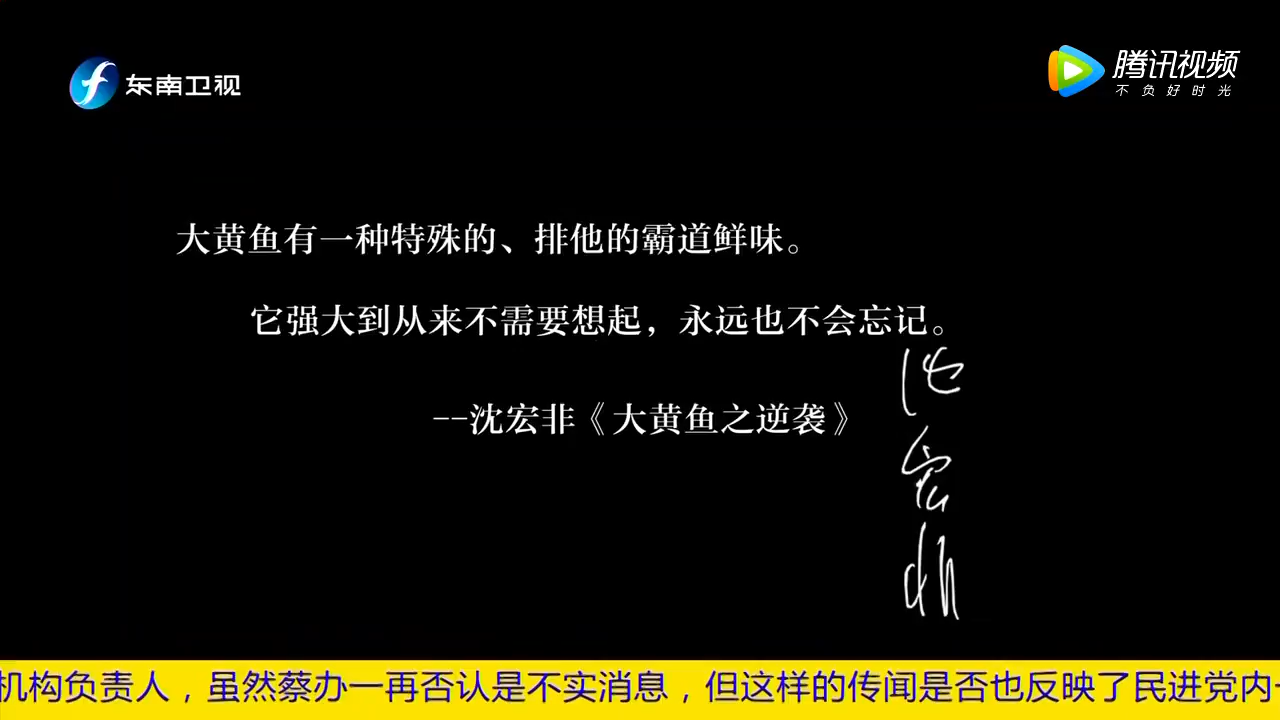 东南卫视
腾讯视频
不负好时光
大黄鱼有一种特殊的、排他的霸道鲜味。
它强大到从来不需要想起，永远也不会忘记。
--沈宏非《大黄鱼之逆袭》
沈宏非
机构负责人，虽然蔡办一再否认是不实消息，但这样的传闻是否也反映了民进党内